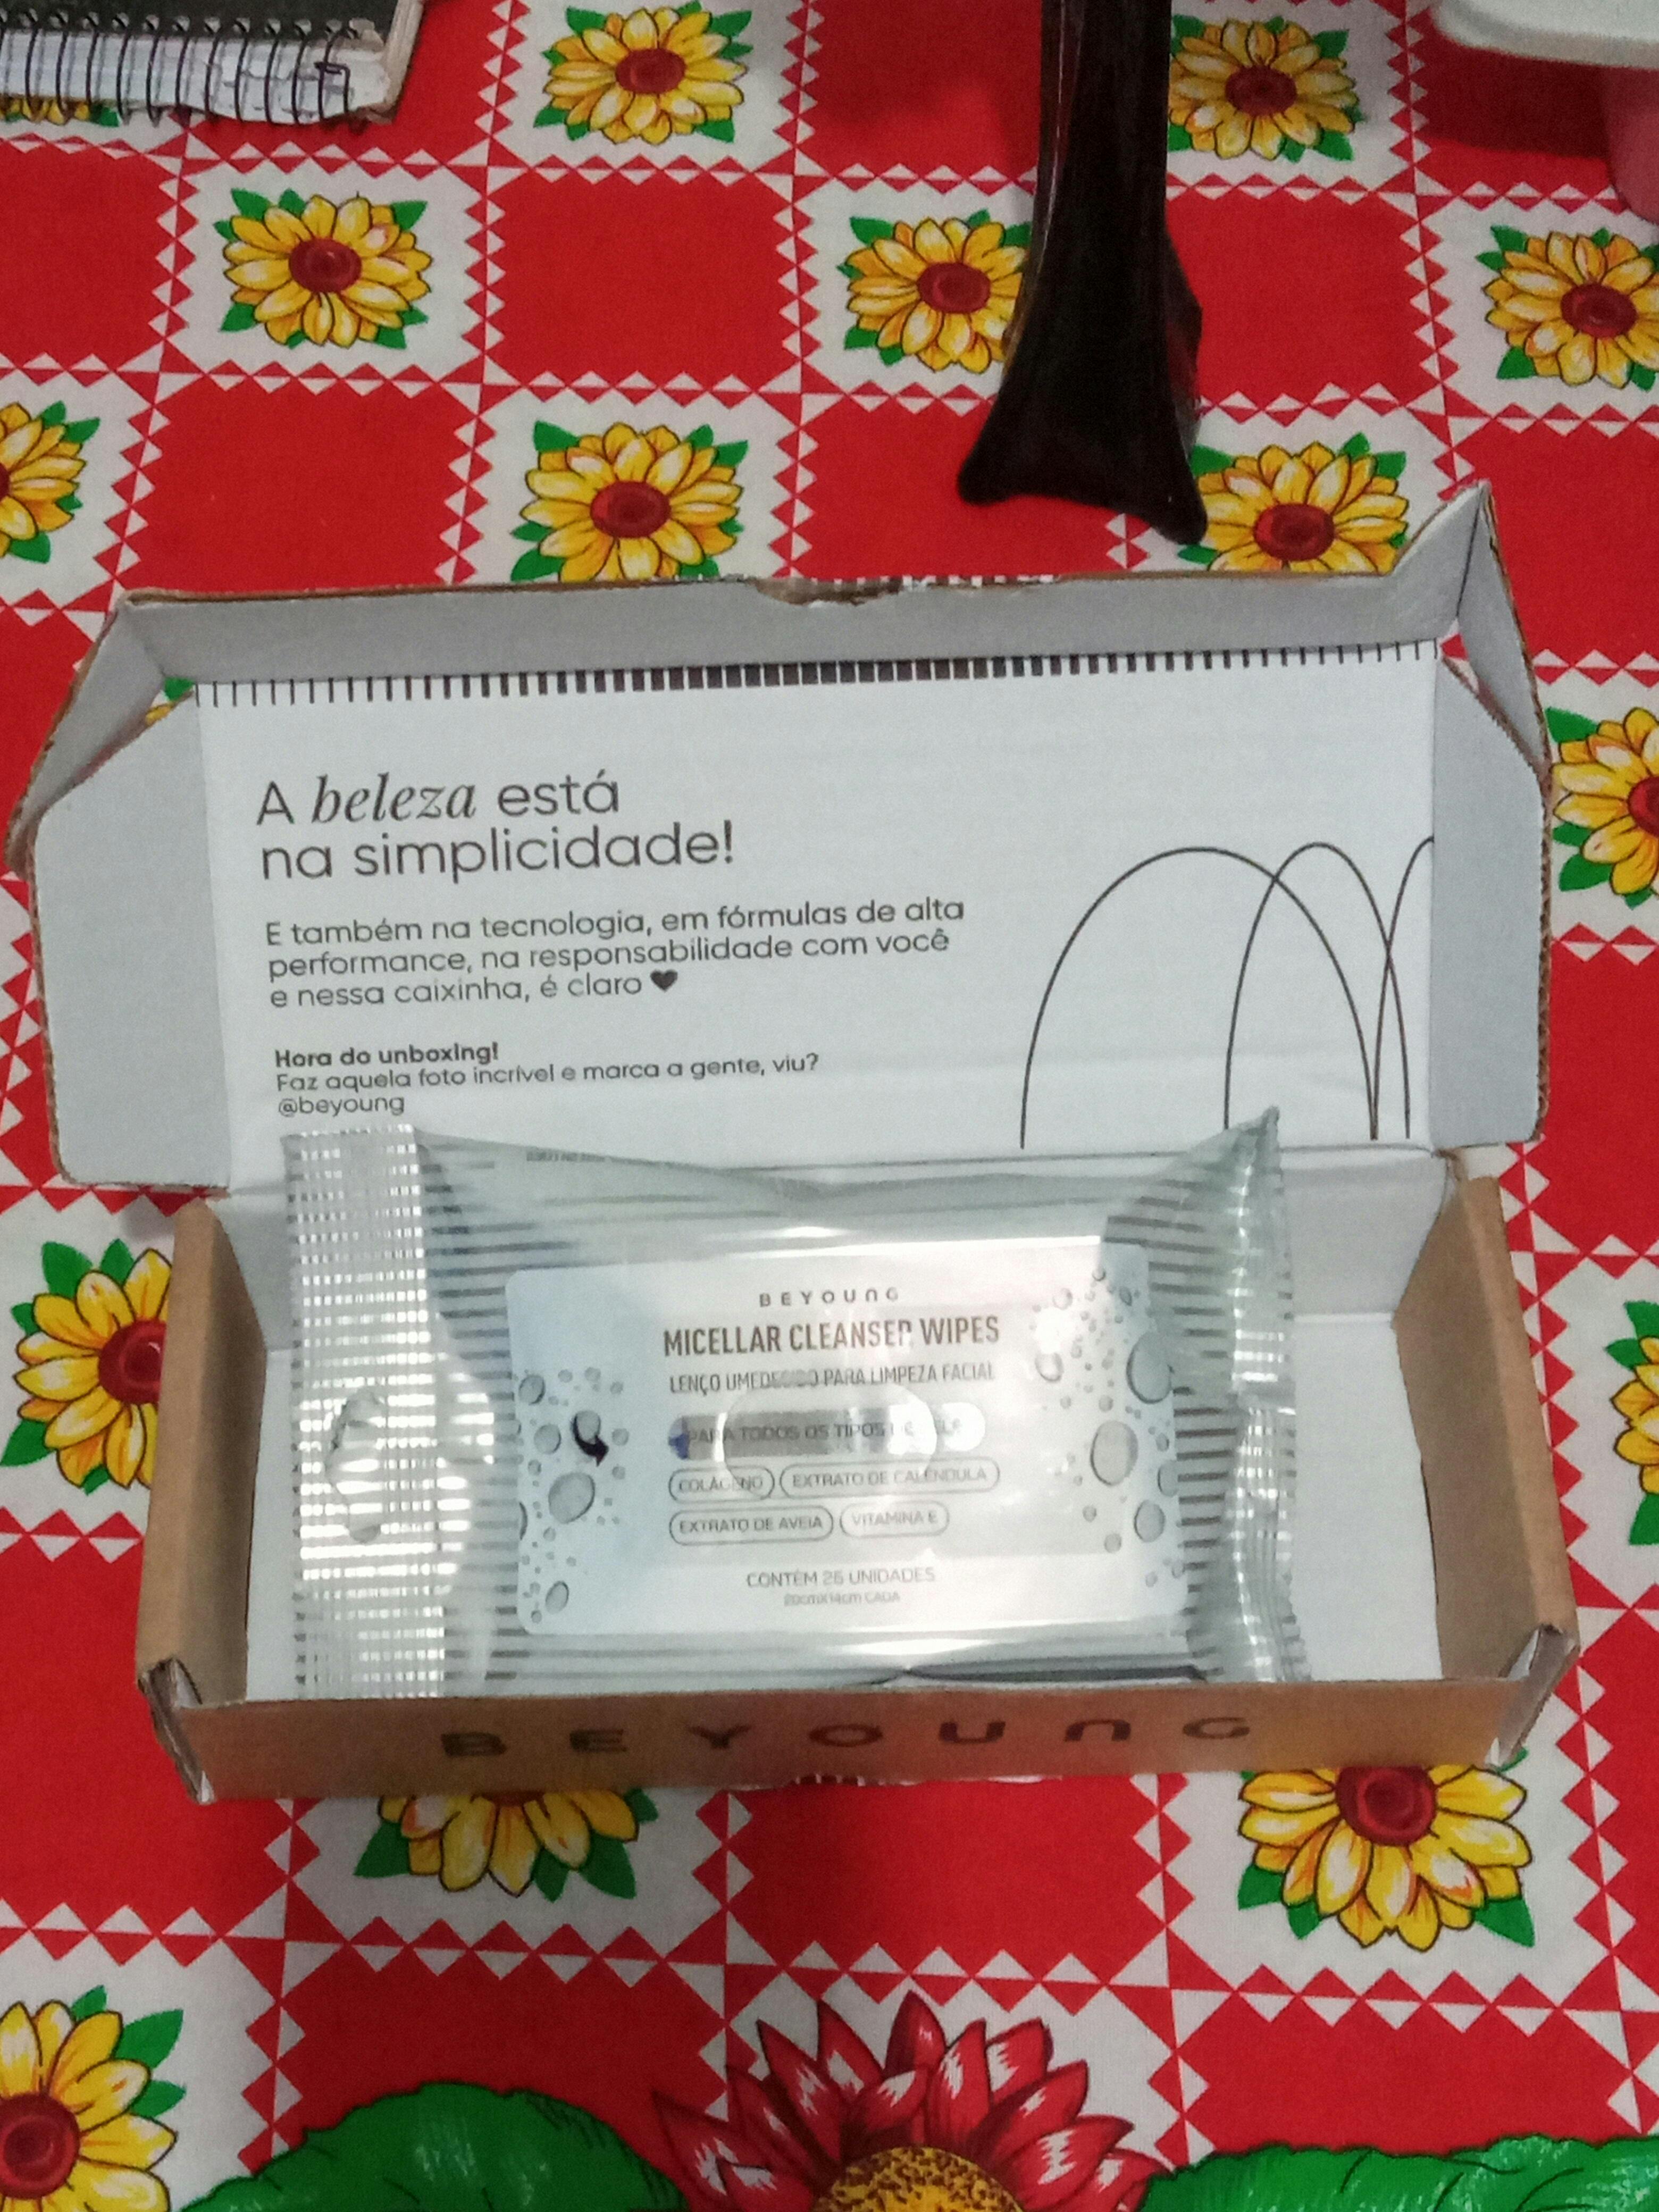 A beleza está
na simplicidade!
E também na tecnologia, em fórmulas de alta
performance, na responsabilidade com você
e nessa caixinha, é claro ♥
Hora do unboxing!
Faz aquela foto incrível e marca a gente, viu?
@beyoung
BEYOUNG
MICELLAR CLEANSER WIPES
LENÇO UMEDECIDO PARA LIMPEZA FACIAL
PARA TODOS OS TIPOS DE PELE
COLÁGENO EXTRATO DE CALÊNDULA
EXTRATO DE AVEIA VITAMINA E
CONTÉM 25 UNIDADES
20cmX14cm CADA
BEYOUNG